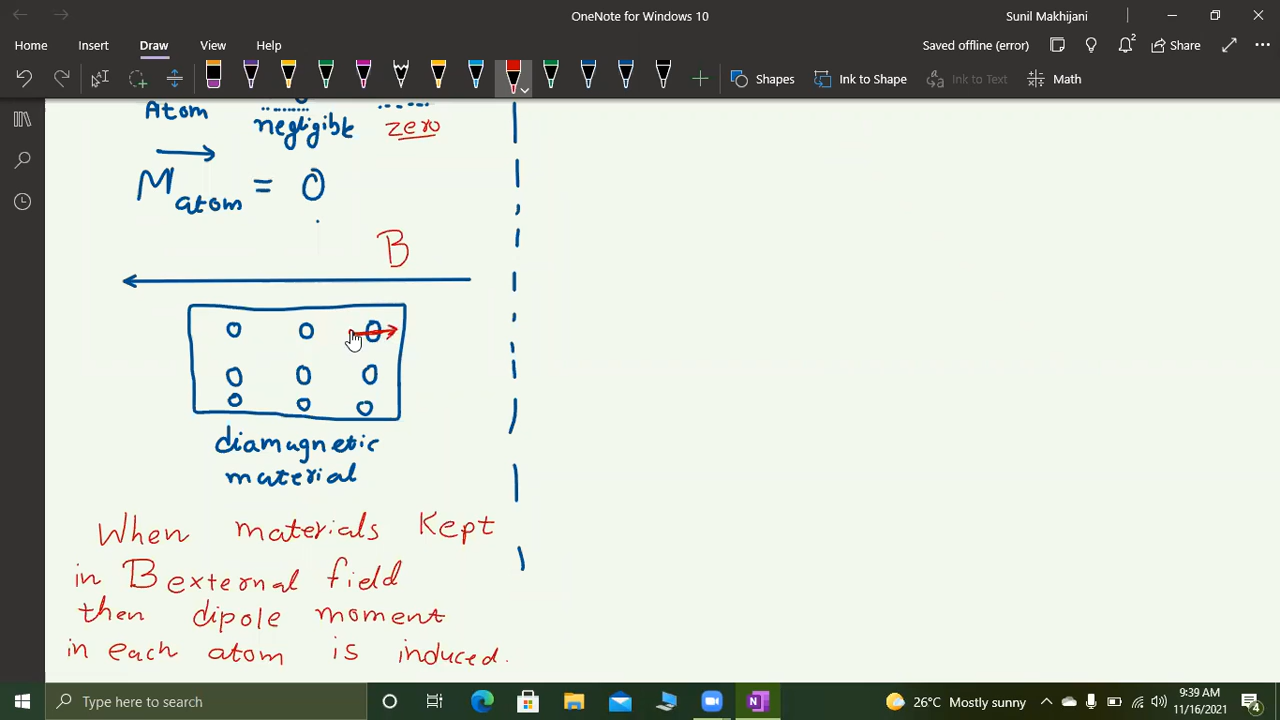 OneNote for Windows 10
Sunil Makhijani
Home Insert Draw View Help
Saved offline (error)
Share
Shapes
Ink to Shape
Ink to Text
Math
Atom
negligible
zero
M atom = 0
B
diamagnetic
material
When materials Kept
in B external field
then dipole moment
in each atom is induced.
Type here to search
26°C Mostly sunny
9:39 AM
11/16/2021
4